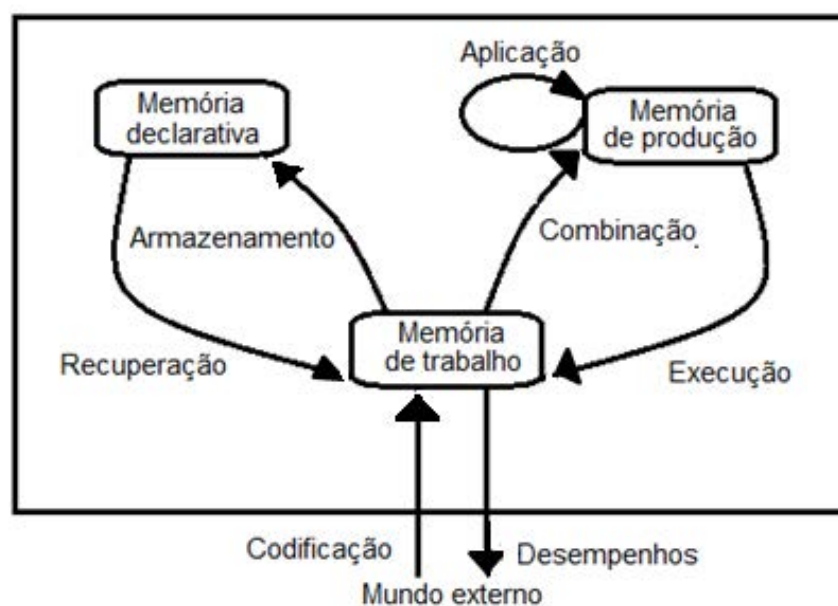 Aplicação
Memória
declarativa
Memória
de produção
Armazenamento
Combinação
Memória
de trabalho
Recuperação
Execução
Codificação
Desempenhos
Mundo externo